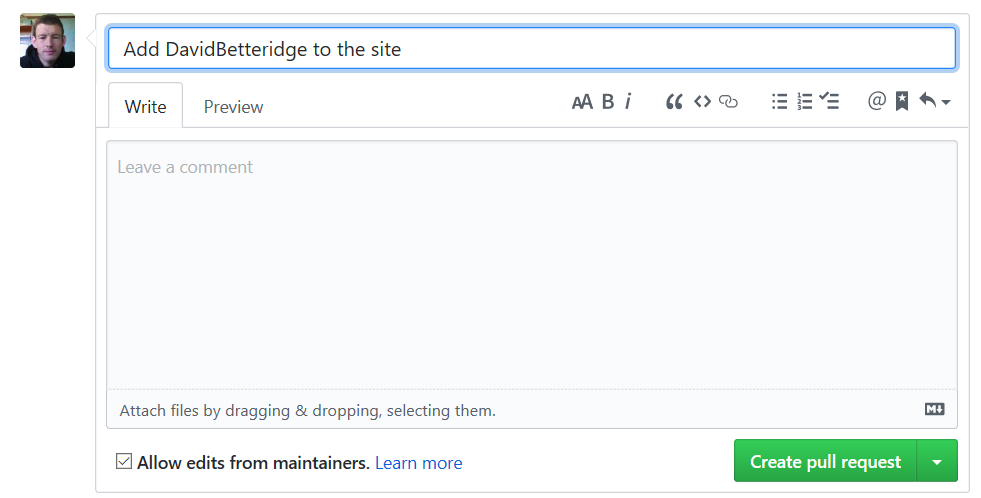 Add DavidBetteridge to the site
Write Preview AA B i @
Leave a comment
Attach files by dragging & dropping, selecting them.
Allow edits from maintainers. Learn more
Create pull request